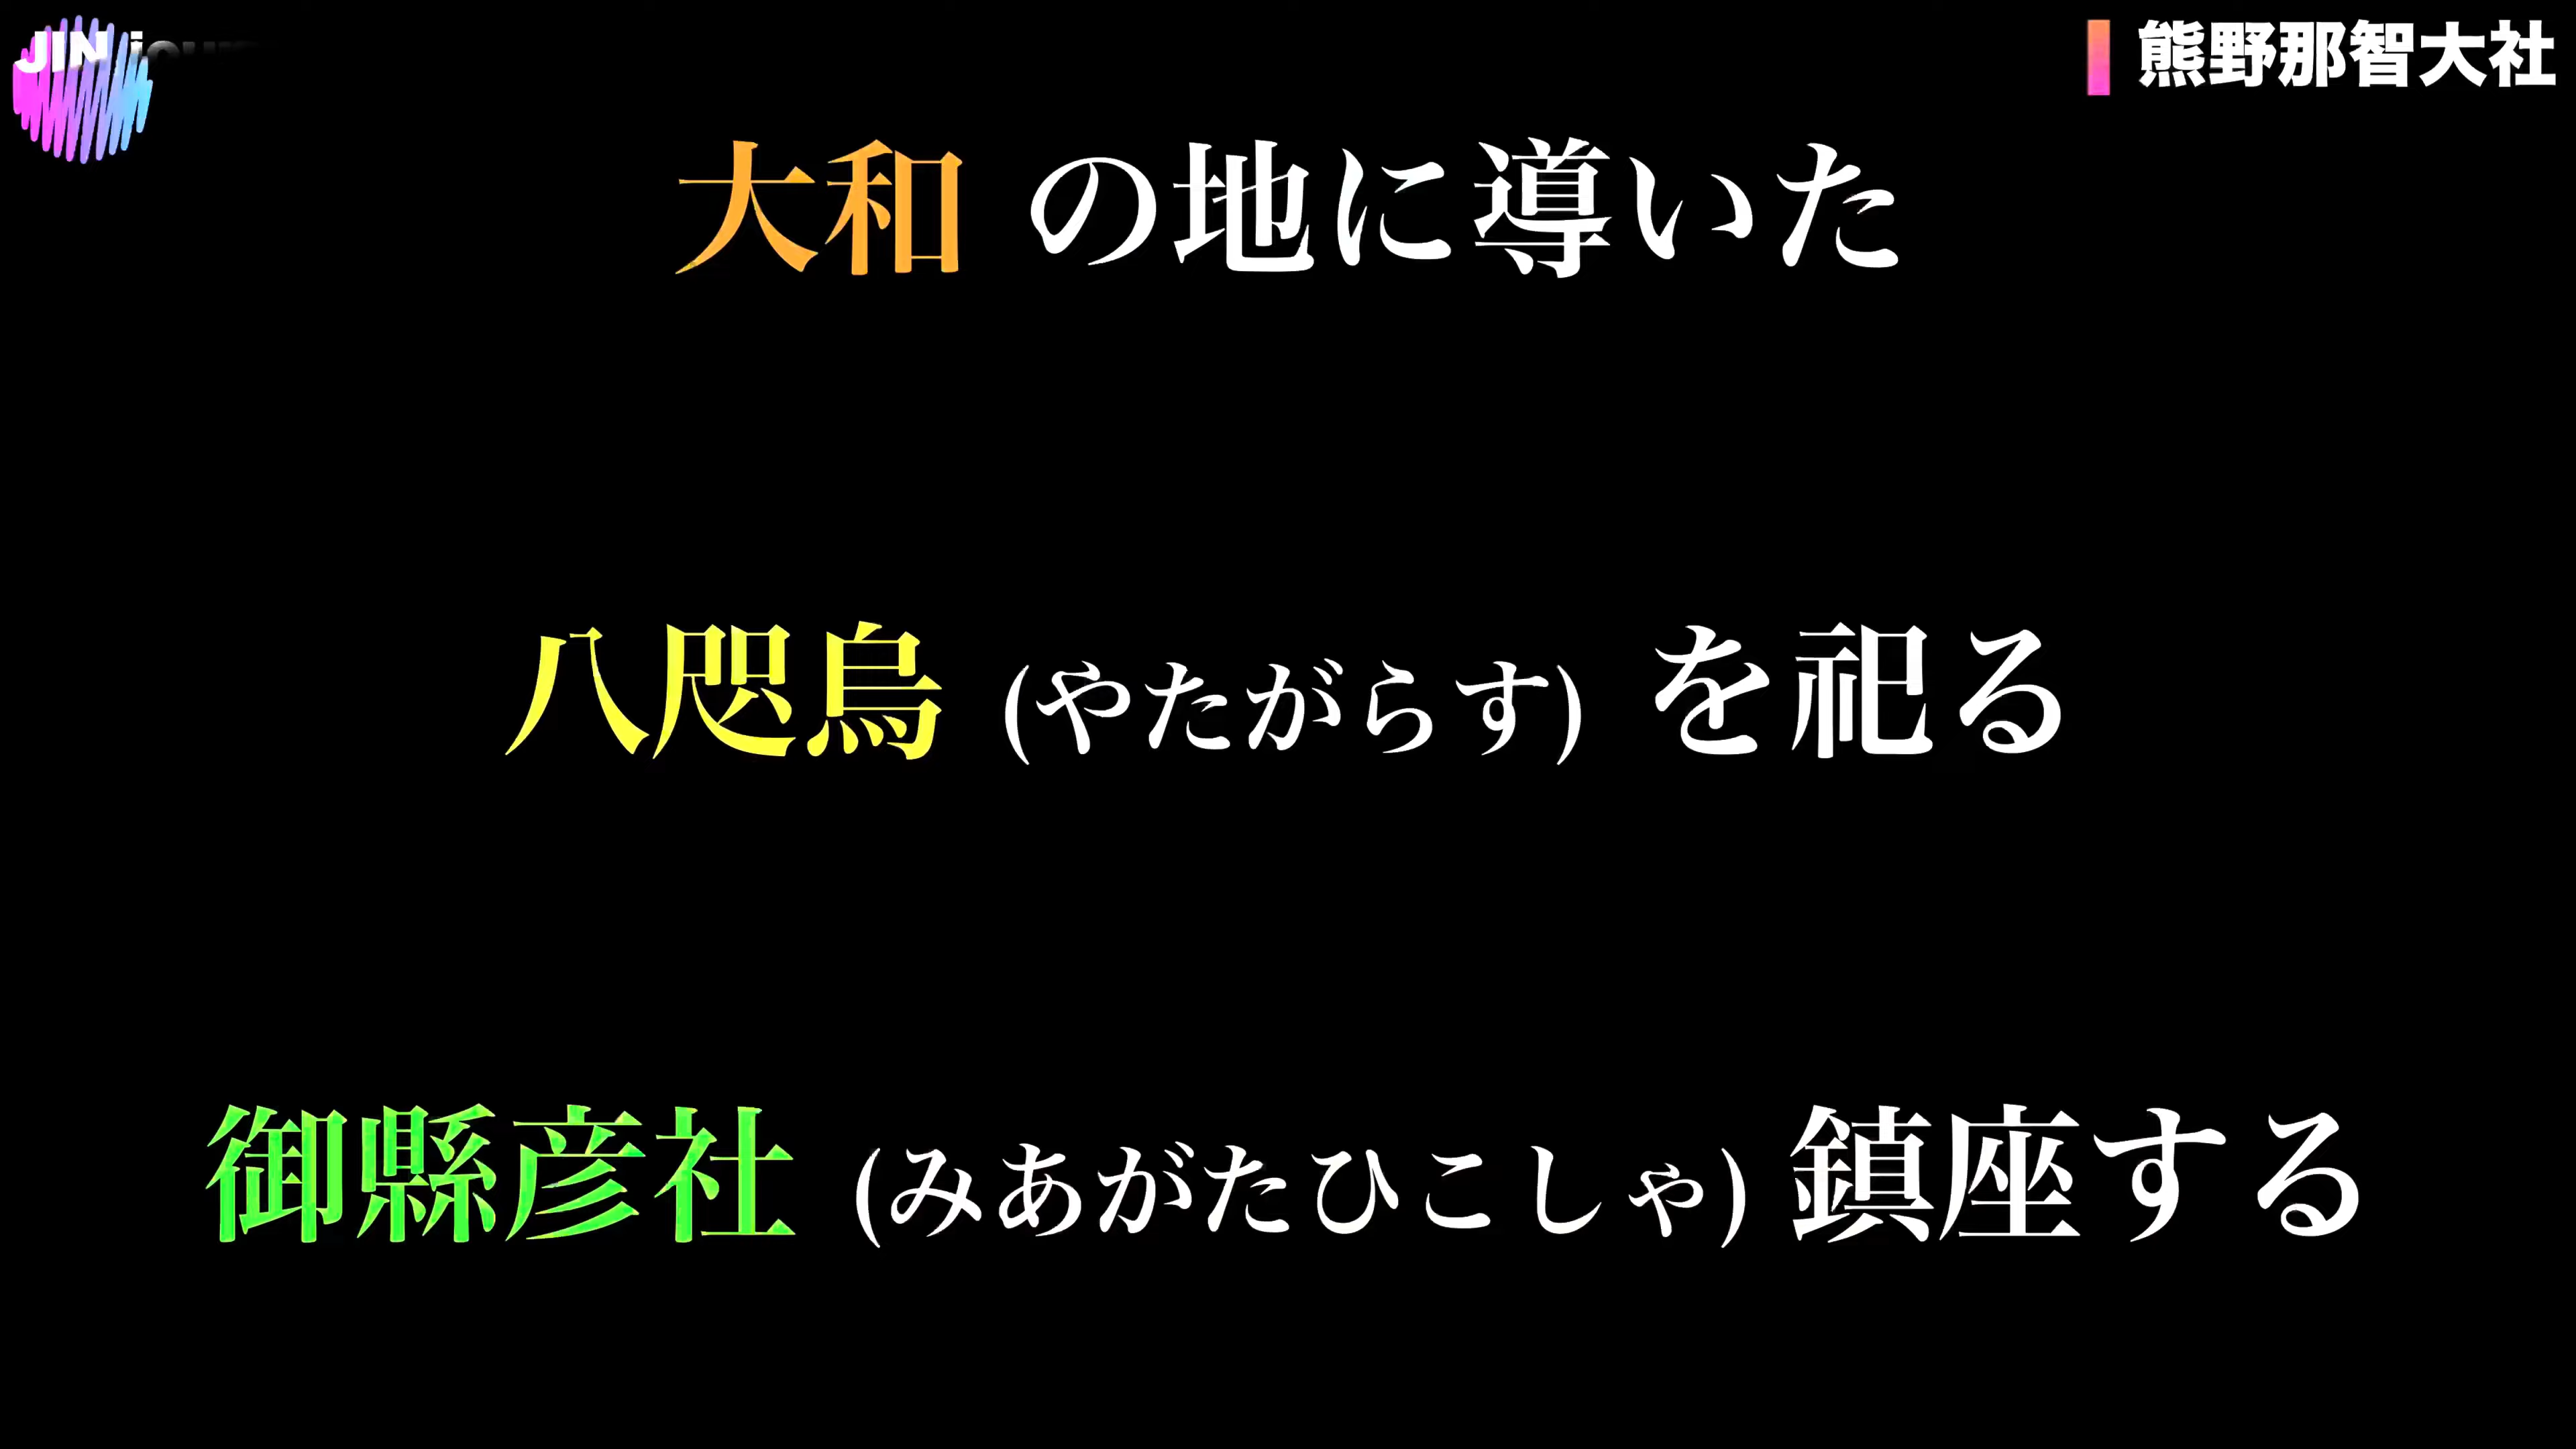 JIN
熊野那智大社
大和 の地に導いた
八咫烏 (やたがらす) を祀る
御縣彦社 (みあがたひこしゃ) 鎮座する